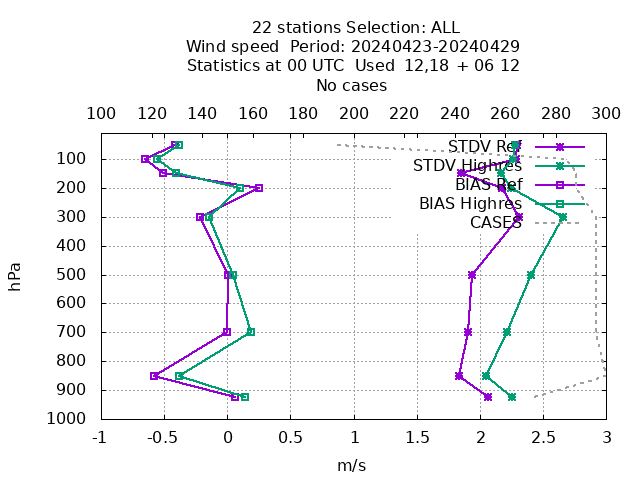 22 stations Selection: ALL
Wind speed  Period: 20240423-20240429
Statistics at 00 UTC  Used  12,18 + 06 12
No cases
100 120 140 160 180 200 220 240 260 280 300
STDV Ref
STDV Highres
BIAS Ref
BIAS Highres
CASES
100
200
300
400
500
600
700
800
900
1000
hPa
-1 -0.5 0 0.5 1 1.5 2 2.5 3
m/s